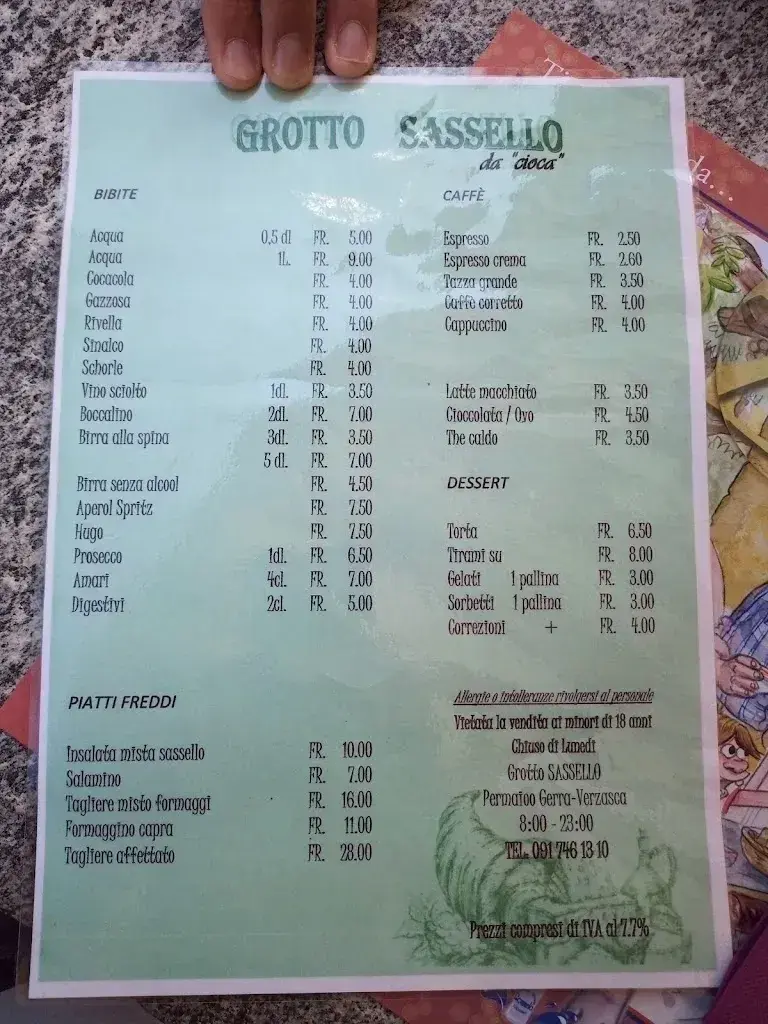 GROTTO SASSELLO
da "cioca"
BIBITE
Acqua 0,5 dl FR. 5.00
Acqua 1L. FR. 9.00
Cocacola FR. 4.00
Gazzosa FR. 4.00
Rivella FR. 4.00
Sinalco FR. 4.00
Schorle FR. 4.00
Vino sciolto 1dl. FR. 3.50
Boccalino 2dl. FR. 7.00
Birra alla spina 3dl. FR. 3.50
5 dl. FR. 7.00
Birra senza alcool FR. 4.50
Aperol Spritz FR. 7.50
Hugo FR. 7.50
Prosecco 1dl. FR. 6.50
Amari 4cl. FR. 7.00
Digestivi 2cl. FR. 5.00
PIATTI FREDDI
Insalata mista sassello FR. 10.00
Salamino FR. 7.00
Tagliere misto formaggi FR. 16.00
Formaggino capra FR. 11.00
Tagliere affettato FR. 28.00
CAFFÈ
Espresso FR. 2.50
Espresso crema FR. 2.60
Tazza grande FR. 3.50
Caffè corretto FR. 4.00
Cappuccino FR. 4.00
Latte macchiato FR. 3.50
Cioccolata / Ovo FR. 4.50
The caldo FR. 3.50
DESSERT
Torta FR. 6.50
Tirami su FR. 8.00
Gelati 1 pallina FR. 3.00
Sorbetti 1 pallina FR. 3.00
Correzioni + FR. 4.00
Allergie o intolleranze rivolgersi al personale
Vietata la vendita ai minori di 18 anni
Chiuso di Lunedì
Grotto SASSELLO
Permaioo Gerra-Verzasca
8:00 - 23:00
TEL. 091 746 13 10
Prezzi compresi di IVA al 7.7%
da...